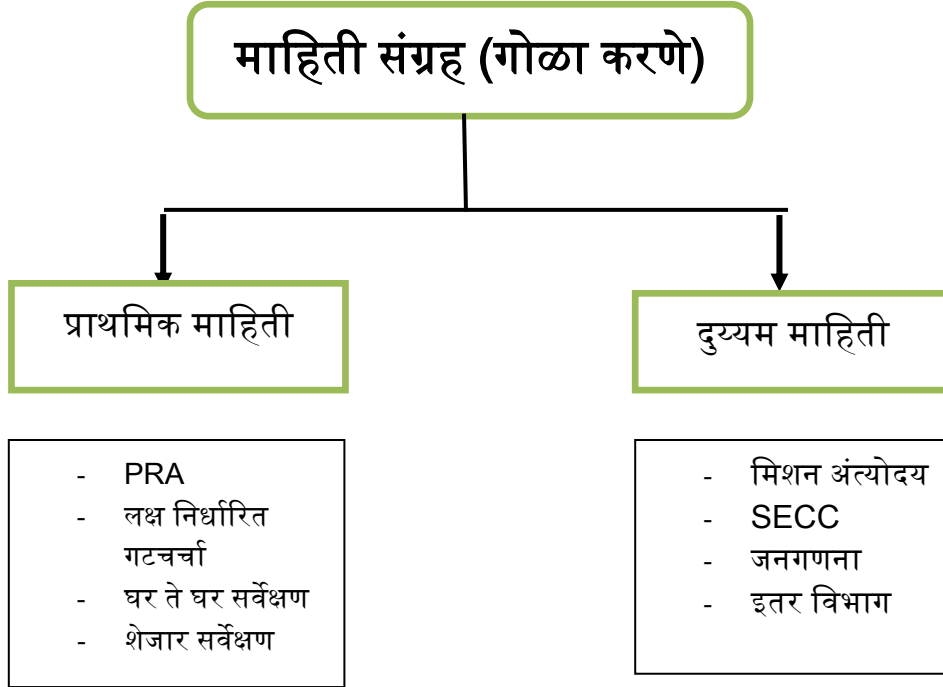 माहिती संग्रह (गोळा करणे)
प्राथमिक माहिती
- PRA
- लक्ष निर्धारित
गटचर्चा
- घर ते घर सर्वेक्षण
- शेजार सर्वेक्षण
दुय्यम माहिती
- मिशन अंत्योदय
- SECC
- जनगणना
- इतर विभाग